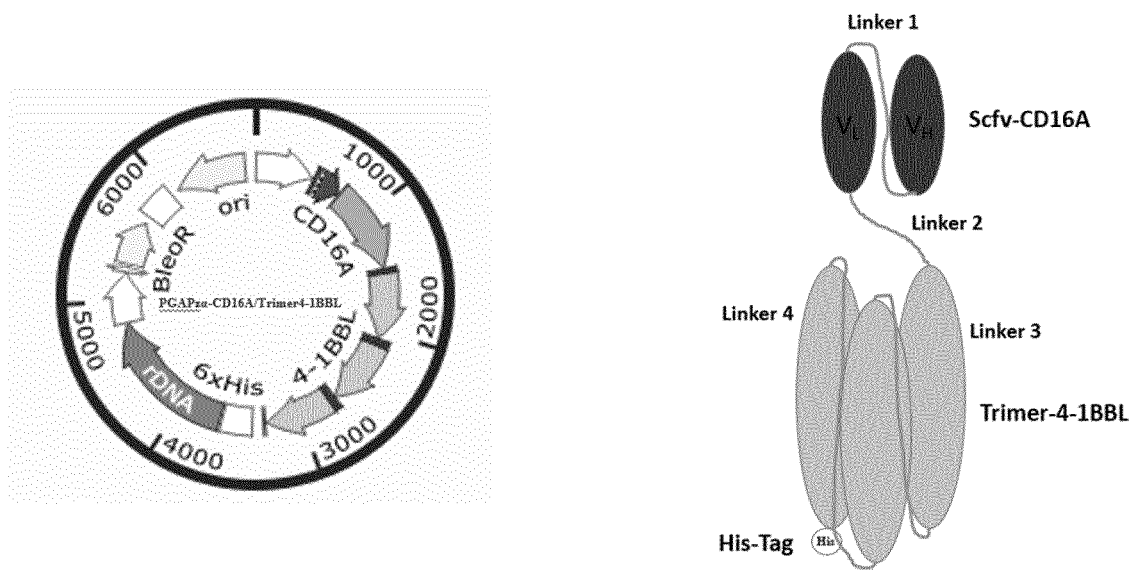 1000
2000
3000
4000
5000
6000
ori
CD16A
4-1BBL
6xHis
rDNA
BleoR
PGAPzα-CD16A/Trimer4-1BBL
Linker 1
VL
VH
Scfv-CD16A
Linker 2
Linker 4
Linker 3
Trimer-4-1BBL
His-Tag
His